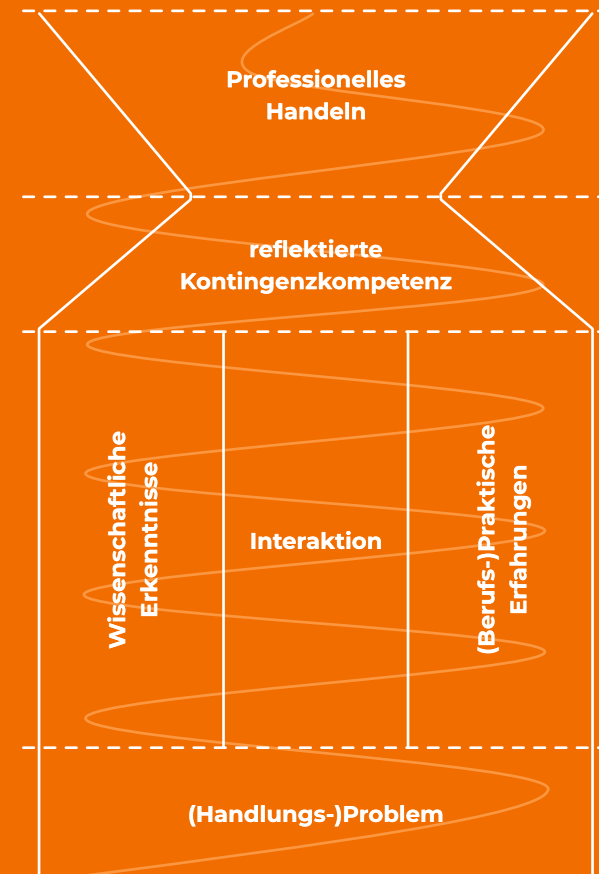 Professionelles
Handeln
reflektierte
Kontingenzkompetenz
Wissenschaftliche
Erkenntnisse
Interaktion
(Berufs-)Praktische
Erfahrungen
(Handlungs-)Problem